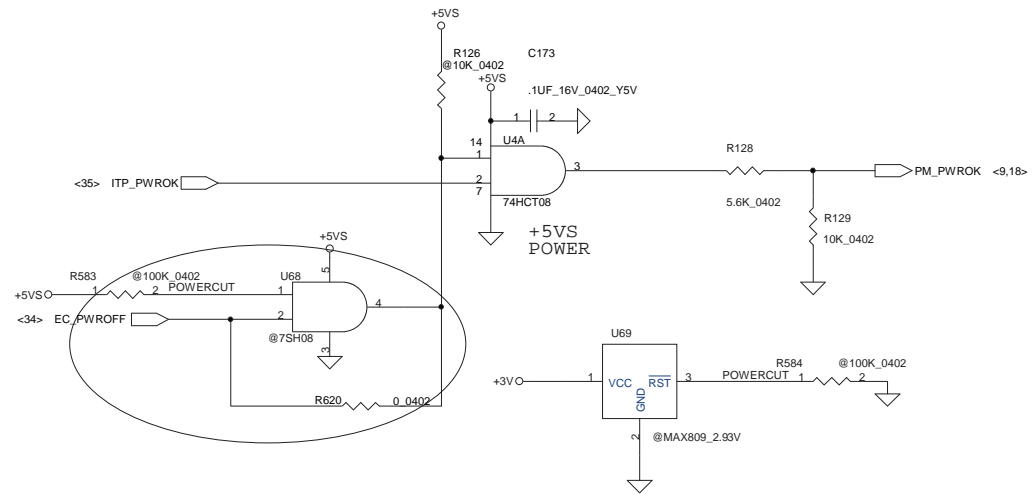 +5VS
R126
@10K_0402
C173
+5VS
.1UF_16V_0402_Y5V
1 2
14
U4A
1
3
<35> ITP_PWROK
2
7
74HCT08
+5VS
POWER
R128
5.6K_0402
PM_PWROK <9,18>
R129
10K_0402
+5VS
R583
@100K_0402
5
U68
+5VS
1 2
POWERCUT
1
4
<34> EC_PWROFF
2
@7SH08
3
R620
0_0402
U69
+3V
1
VCC
RST
3
GND
2
@MAX809_2.93V
POWERCUT
R584
@100K_0402
1 2